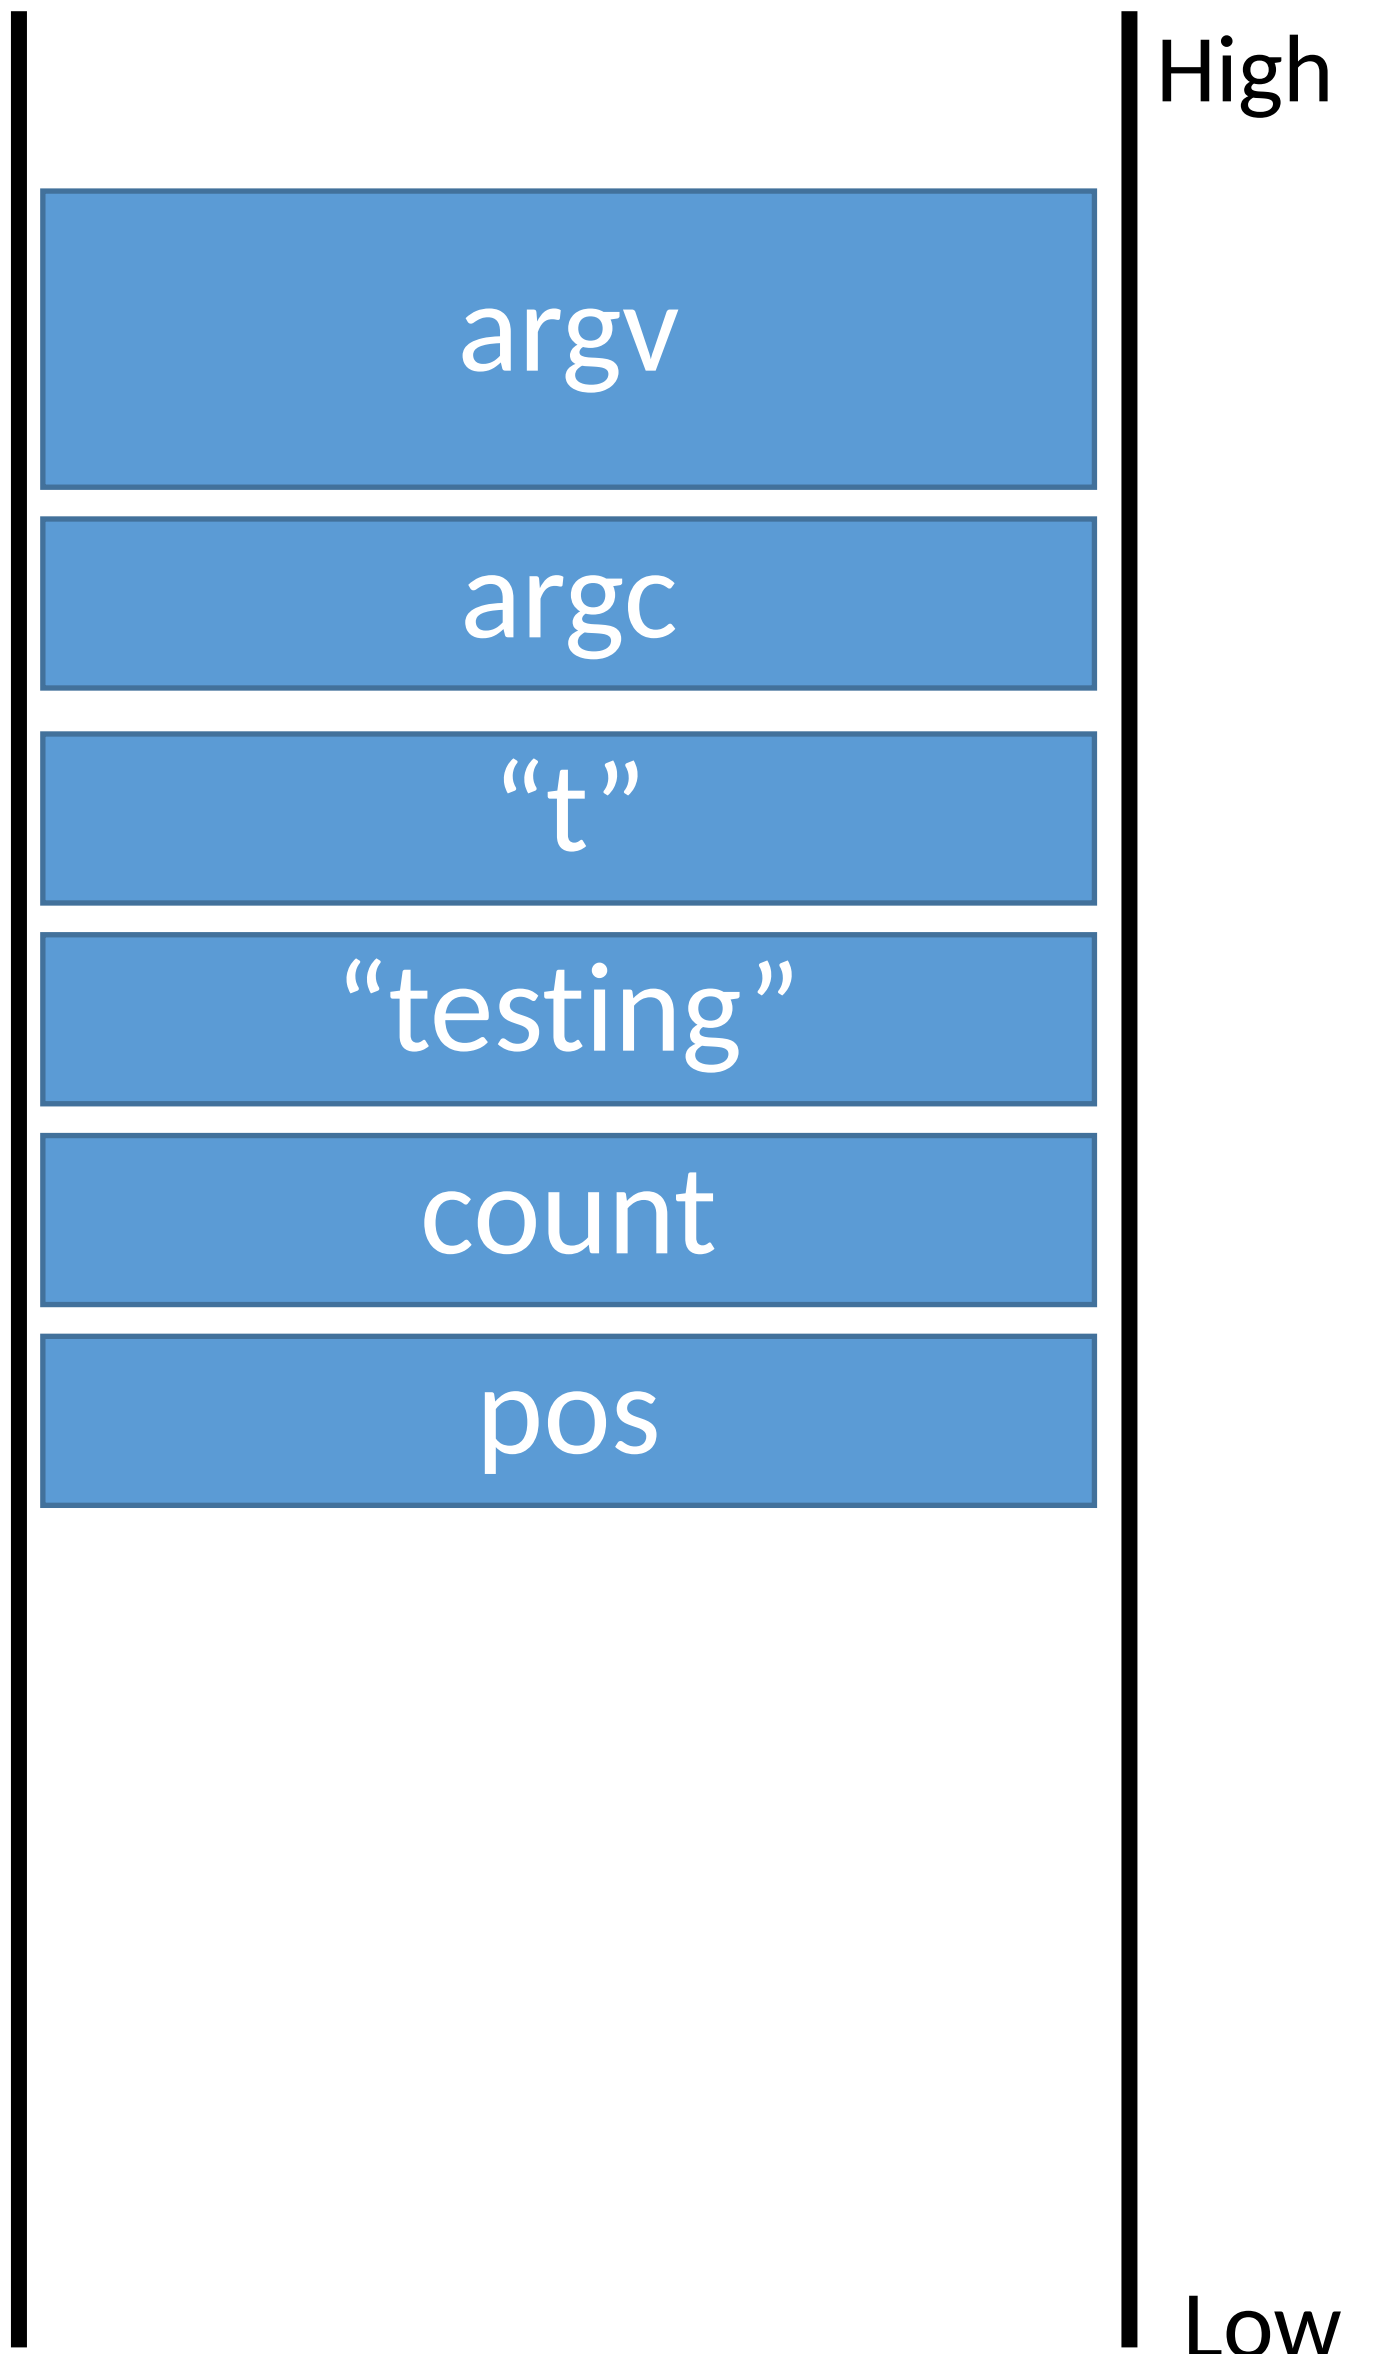 High
argv
argc
“t”
“testing”
count
pos
Low